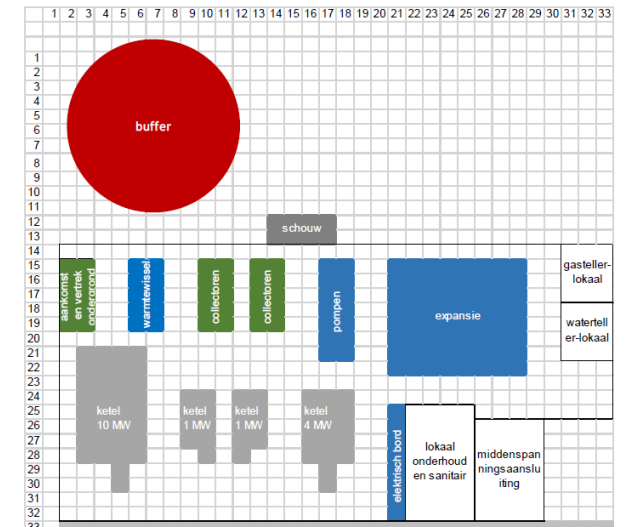 1 2 3 4 5 6 7 8 9 10 11 12 13 14 15 16 17 18 19 20 21 22 23 24 25 26 27 28 29 30 31 32 33
1
2
3
4
5
6
7
8
9
10
11
12
13
14
15
16
17
18
19
20
21
22
23
24
25
26
27
28
29
30
31
32
33
buffer
schouw
aankomst
en vertrek
ondergrond
warmtewissel
collectoren
collectoren
pompen
expansie
gasteller-
lokaal
watertell
er-lokaal
ketel
10 MW
ketel
1 MW
ketel
1 MW
ketel
4 MW
elektrisch bord
lokaal
onderhoud
en sanitair
middenspan
ningsaanslu
iting